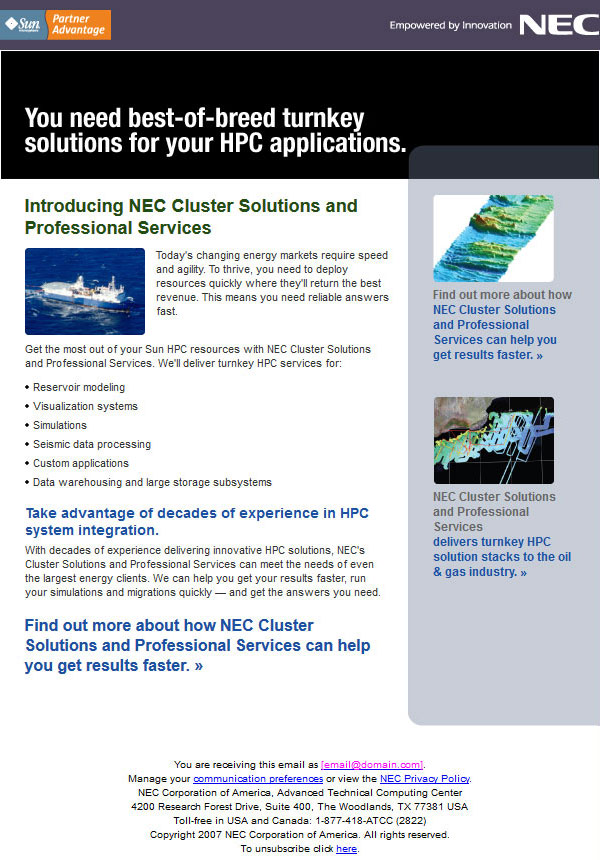 Sun
microsystems
Partner
Advantage
Empowered by Innovation NEC
You need best-of-breed turnkey
solutions for your HPC applications.
Introducing NEC Cluster Solutions and
Professional Services
Today's changing energy markets require speed
and agility. To thrive, you need to deploy
resources quickly where they'll return the best
revenue. This means you need reliable answers
fast.
Get the most out of your Sun HPC resources with NEC Cluster Solutions
and Professional Services. We'll deliver turnkey HPC services for:
• Reservoir modeling
• Visualization systems
• Simulations
• Seismic data processing
• Custom applications
• Data warehousing and large storage subsystems
Take advantage of decades of experience in HPC
system integration.
With decades of experience delivering innovative HPC solutions, NEC's
Cluster Solutions and Professional Services can meet the needs of even
the largest energy clients. We can help you get your results faster, run
your simulations and migrations quickly — and get the answers you need.
Find out more about how NEC Cluster
Solutions and Professional Services can help
you get results faster. »
Find out more about how
NEC Cluster Solutions
and Professional
Services can help you
get results faster. »
NEC Cluster Solutions
and Professional
Services
delivers turnkey HPC
solution stacks to the oil
& gas industry. »
You are receiving this email as [email@domain.com].
Manage your communication preferences or view the NEC Privacy Policy.
NEC Corporation of America, Advanced Technical Computing Center
4200 Research Forest Drive, Suite 400, The Woodlands, TX 77381 USA
Toll-free in USA and Canada: 1-877-418-ATCC (2822)
Copyright 2007 NEC Corporation of America. All rights reserved.
To unsubscribe click here.